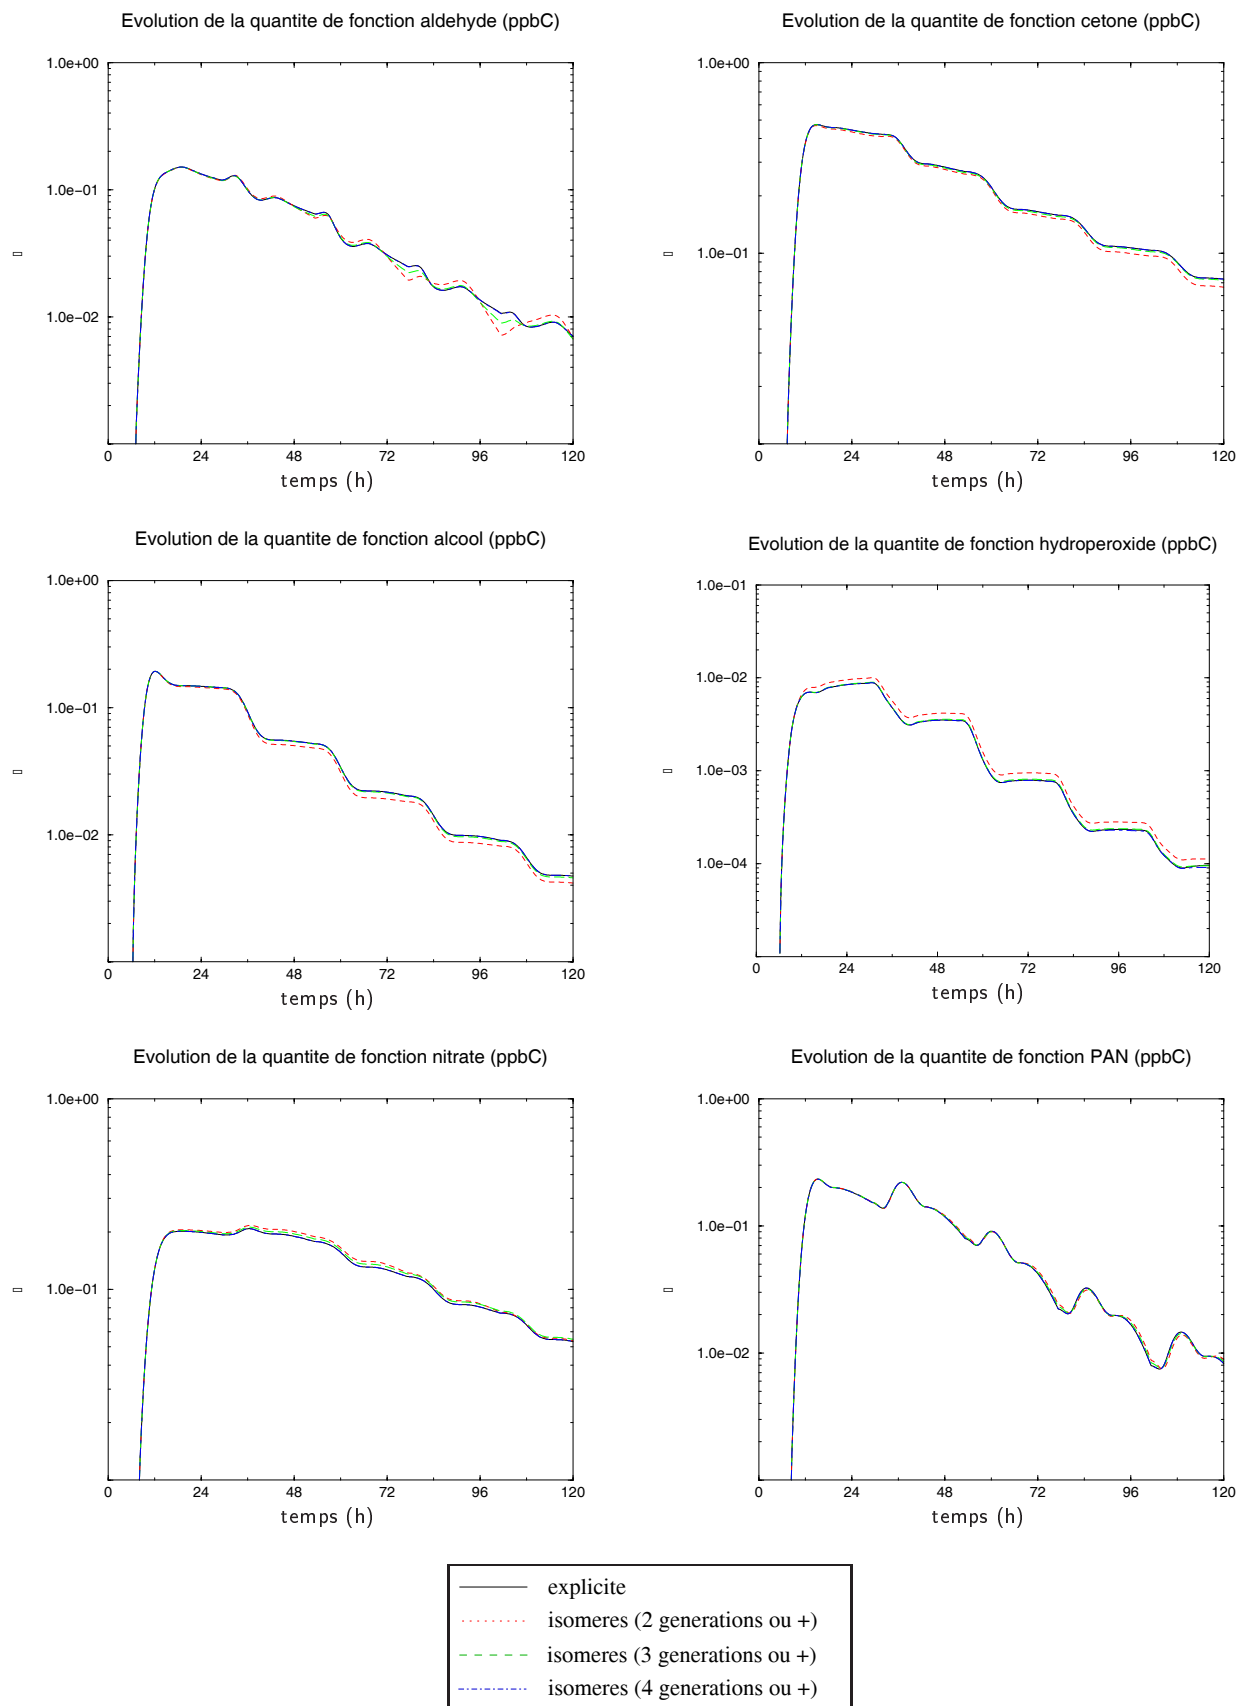 Evolution de la quantite de fonction aldehyde (ppbC)
1.0e+00
1.0e−01
1.0e−02
0 24 48 72 96 120
temps (h)
Evolution de la quantite de fonction cetone (ppbC)
1.0e+00
1.0e−01
0 24 48 72 96 120
temps (h)
Evolution de la quantite de fonction alcool (ppbC)
1.0e+00
1.0e−01
1.0e−02
0 24 48 72 96 120
temps (h)
Evolution de la quantite de fonction hydroperoxide (ppbC)
1.0e−01
1.0e−02
1.0e−03
1.0e−04
0 24 48 72 96 120
temps (h)
Evolution de la quantite de fonction nitrate (ppbC)
1.0e+00
1.0e−01
0 24 48 72 96 120
temps (h)
Evolution de la quantite de fonction PAN (ppbC)
1.0e+00
1.0e−01
1.0e−02
0 24 48 72 96 120
temps (h)
explicite
isomeres (2 generations ou +)
isomeres (3 generations ou +)
isomeres (4 generations ou +)